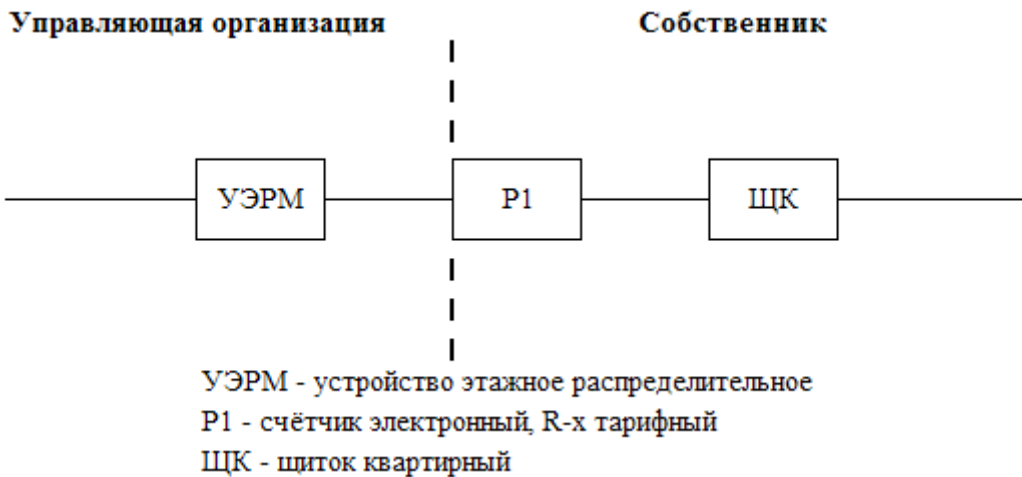 Управляющая организация
Собственник
УЭРМ
Р1
ЩК
УЭРМ - устройство этажное распределительное
Р1 - счётчик электронный, R-х тарифный
ЩК - щиток квартирный